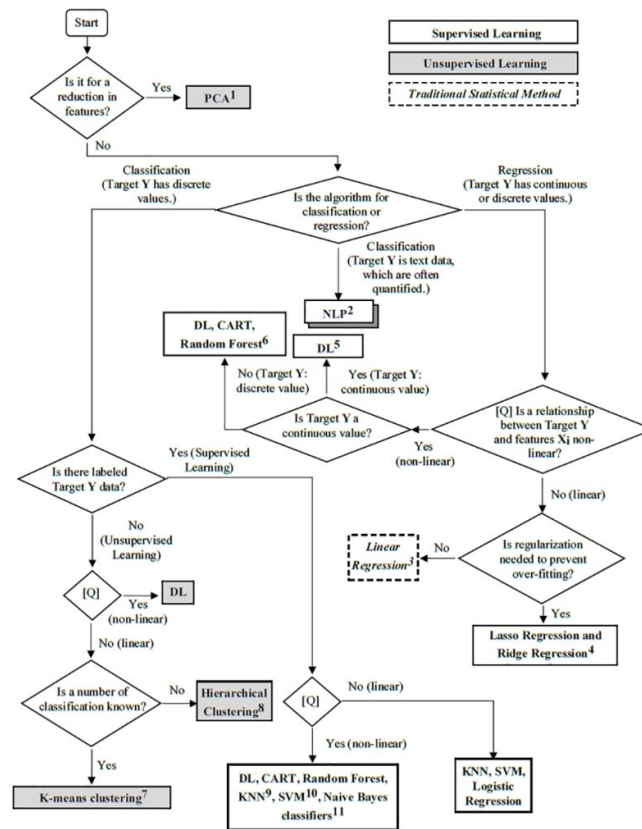 Start
Supervised Learning
Unsupervised Learning
Traditional Statistical Method
Is it for a
reduction in
features?
Yes
PCA1
No
Classification
(Target Y has discrete
values.)
Regression
(Target Y has continuous
or discrete values.)
Is the algorithm for
classification or
regression?
Classification
(Target Y is text data,
which are often
quantified.)
NLP2
DL, CART,
Random Forest6
DL5
No (Target Y:
discrete value)
Yes (Target Y:
continuous value)
Is Target Y a
continuous value?
Yes
(non-linear)
[Q] Is a relationship
between Target Y
and features Xi non-
linear?
Is there labeled
Target Y data?
Yes (Supervised
Learning)
No (linear)
No
(Unsupervised
Learning)
Linear
Regression3
No
Is regularization
needed to prevent
over-fitting?
[Q]
Yes
(non-linear)
DL
Yes
Lasso Regression and
Ridge Regression4
No (linear)
Is a number of
classification known?
No
Hierarchical
Clustering8
[Q]
No (linear)
Yes
Yes (non-linear)
K-means clustering7
DL, CART, Random Forest,
KNN9, SVM10, Naive Bayes
classifiers11
KNN, SVM,
Logistic
Regression